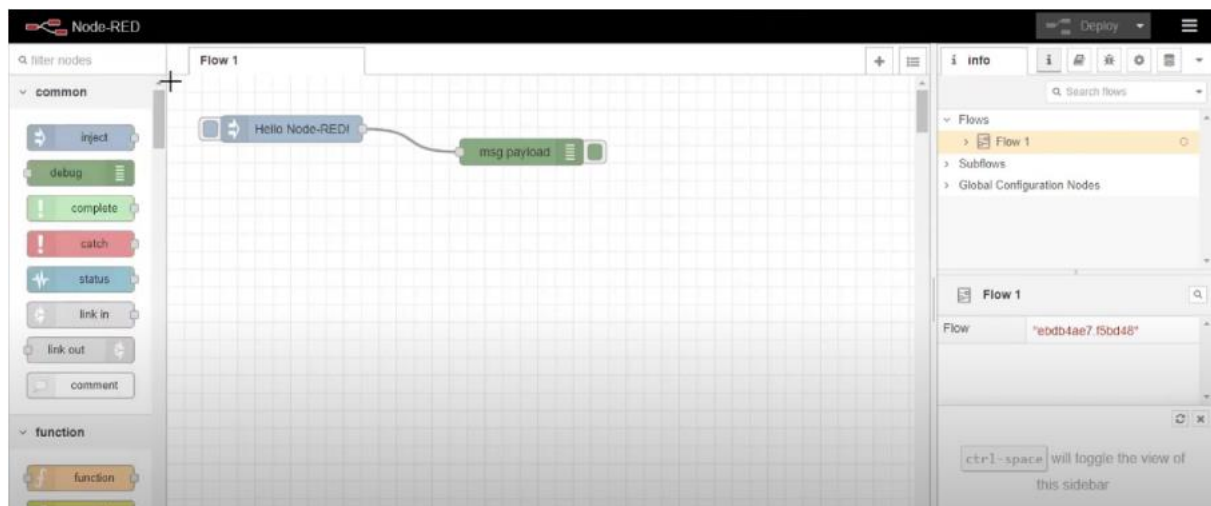 Node-RED
Deploy
filter nodes
Flow 1
i info
i
Search flows
common
inject
debug
complete
catch
status
link in
link out
comment
function
function
Hello Node-RED!
msg.payload
Flows
Flow 1
Subflows
Global Configuration Nodes
Flow 1
Flow "ebdb4ae7.f5bd48"
ctrl-space will toggle the view of
this sidebar